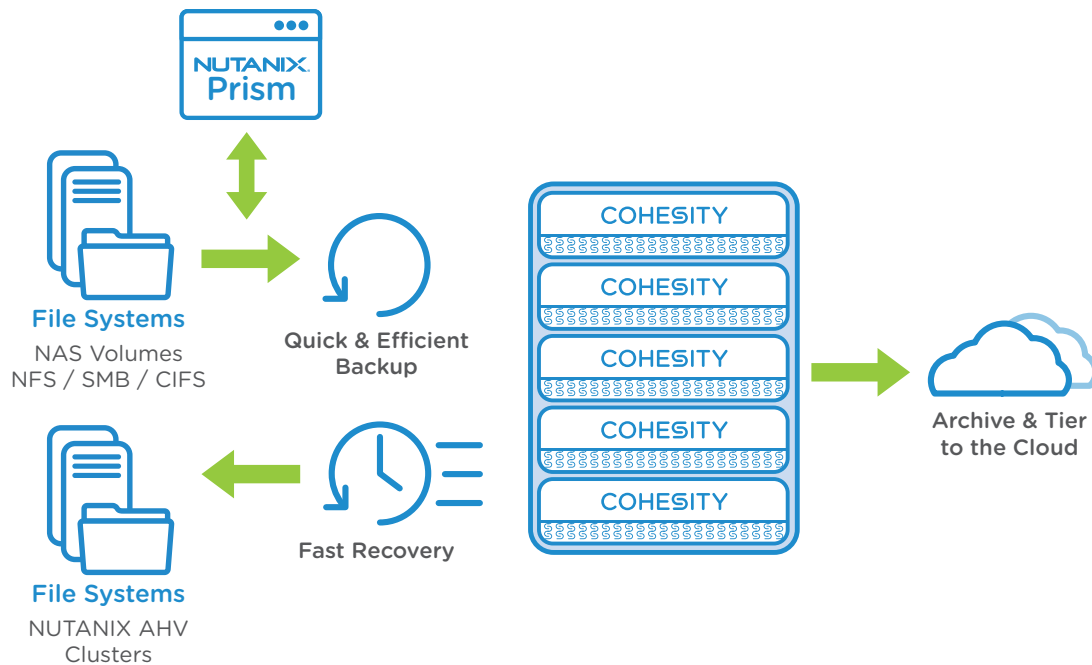 NUTANIX.
Prism
File Systems
NAS Volumes
NFS / SMB / CIFS
Quick & Efficient
Backup
COHESITY
COHESITY
COHESITY
COHESITY
COHESITY
Archive & Tier
to the Cloud
Fast Recovery
File Systems
NUTANIX AHV
Clusters